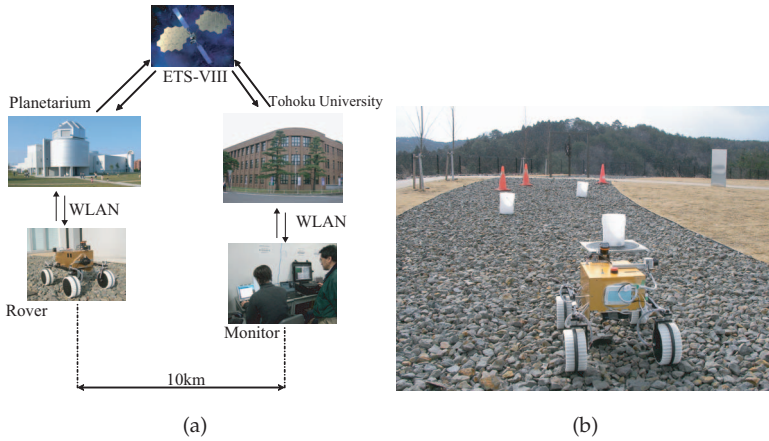 ETS-VIII
Planetarium
Tohoku University
WLAN
WLAN
Rover
Monitor
10km
(a)
(b)